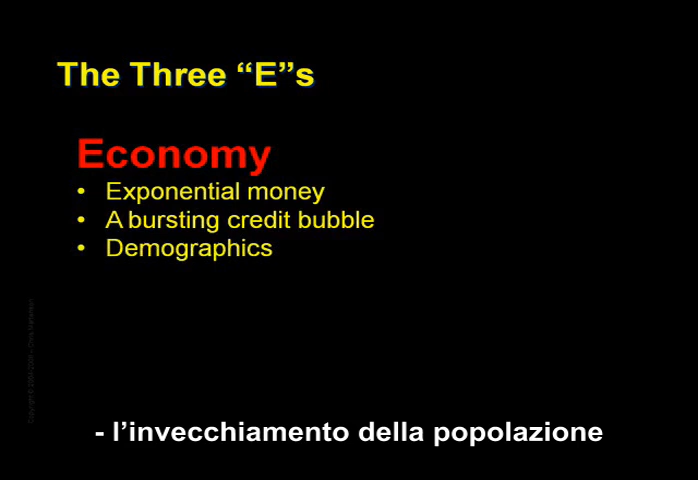 The Three “E”s
Economy
• Exponential money
• A bursting credit bubble
• Demographics
- l’invecchiamento della popolazione